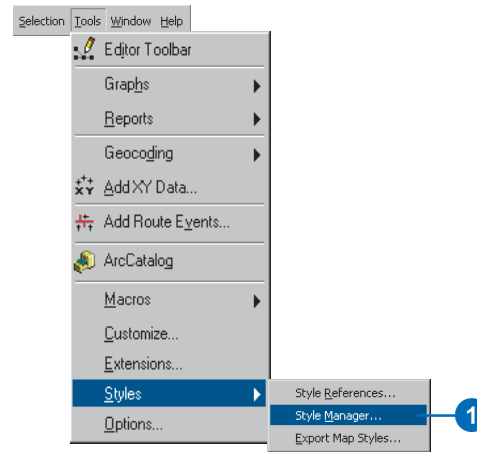 Selection Tools Window Help
Editor Toolbar
Graphs
Reports
Geocoding
Add XY Data...
Add Route Events...
ArcCatalog
Macros
Customize...
Extensions...
Styles
Options...
Style References...
Style Manager...
Export Map Styles...
1